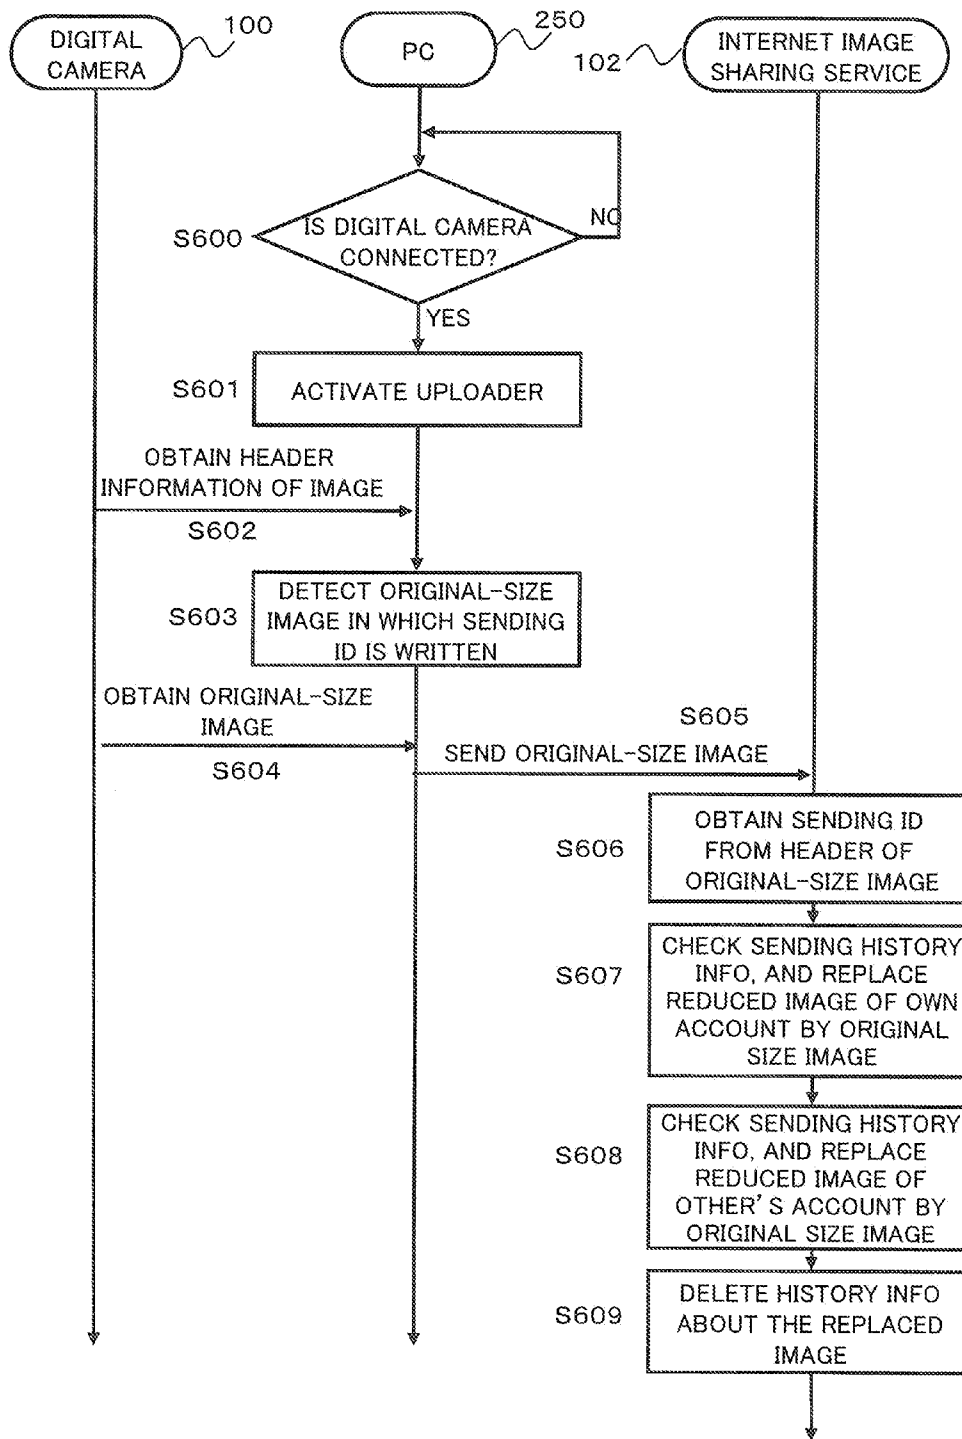 DIGITAL
CAMERA
100
PC
250
102
INTERNET IMAGE
SHARING SERVICE
S600
IS DIGITAL CAMERA
CONNECTED?
NO
YES
S601
ACTIVATE UPLOADER
OBTAIN HEADER
INFORMATION OF IMAGE
S602
S603
DETECT ORIGINAL-SIZE
IMAGE IN WHICH SENDING
ID IS WRITTEN
OBTAIN ORIGINAL-SIZE
IMAGE
S604
S605
SEND ORIGINAL-SIZE IMAGE
S606
OBTAIN SENDING ID
FROM HEADER OF
ORIGINAL-SIZE IMAGE
S607
CHECK SENDING HISTORY
INFO, AND REPLACE
REDUCED IMAGE OF OWN
ACCOUNT BY ORIGINAL
SIZE IMAGE
S608
CHECK SENDING HISTORY
INFO, AND REPLACE
REDUCED IMAGE OF
OTHER'S ACCOUNT BY
ORIGINAL SIZE IMAGE
S609
DELETE HISTORY INFO
ABOUT THE REPLACED
IMAGE